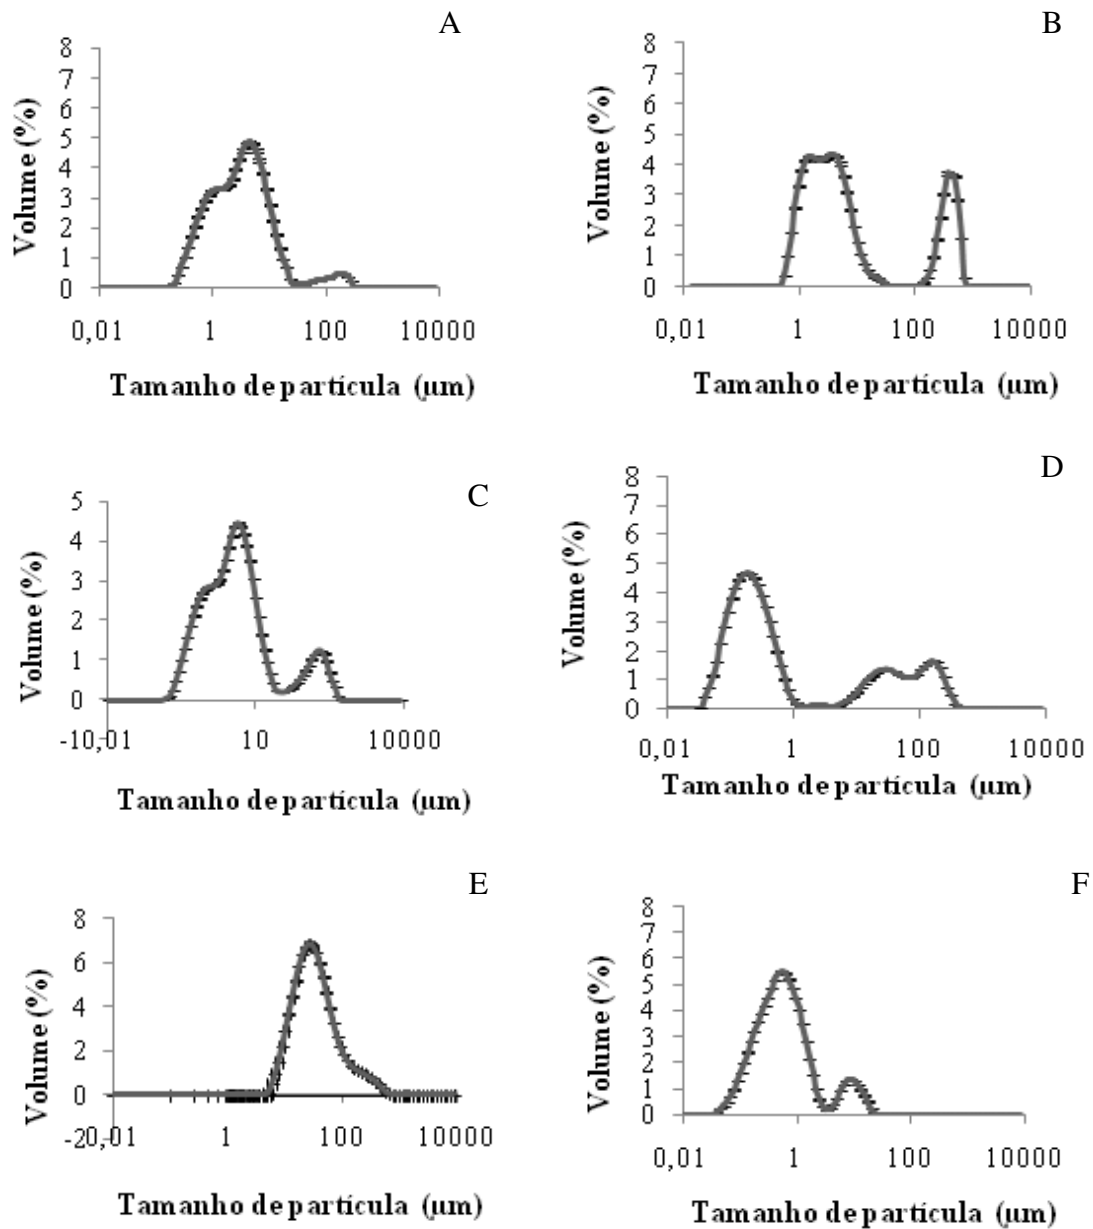 A
8
7
6
5
4
3
2
1
0
Volume (%)
0,01 1 100 10000
Tamanho de partícula (µm)
B
8
7
6
5
4
3
2
1
0
Volume (%)
0,01 1 100 10000
Tamanho de partícula (µm)
C
5
4
3
2
1
0
Volume (%)
-10,01 10 10000
Tamanho de partícula (µm)
D
8
7
6
5
4
3
2
1
0
Volume (%)
0,01 1 100 10000
Tamanho de partícula (µm)
E
8
6
4
2
0
Volume (%)
-20,01 1 100 10000
Tamanho de partícula (µm)
F
8
7
6
5
4
3
2
1
0
Volume (%)
0,01 1 100 10000
Tamanho de partícula (µm)